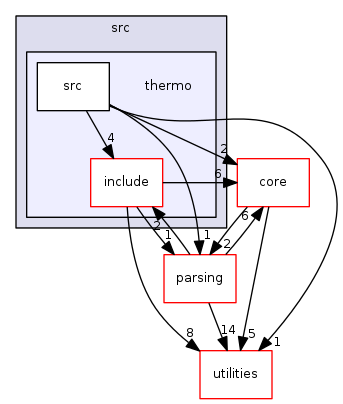 src
src thermo
4 2
include 6 core
6
2 1 1 2
parsing
8 14 5 1
utilities